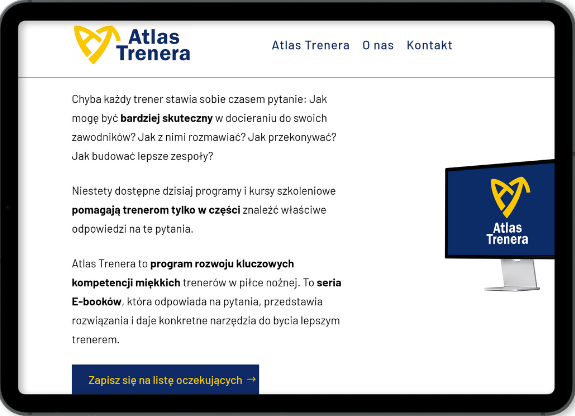 Atlas
Trenera
Atlas Trenera O nas Kontakt
Chyba każdy trener stawia sobie czasem pytanie: Jak
mogę być bardziej skuteczny w docieraniu do swoich
zawodników? Jak z nimi rozmawiać? Jak przekonywać?
Jak budować lepsze zespoły?
Niestety dostępne dzisiaj programy i kursy szkoleniowe
pomagają trenerom tylko w części znaleźć właściwe
odpowiedzi na te pytania.
Atlas Trenera to program rozwoju kluczowych
kompetencji miękkich trenerów w piłce nożnej. To seria
E-booków, która odpowiada na pytania, przedstawia
rozwiązania i daje konkretne narzędzia do bycia lepszym
trenerem.
Zapisz się na listę oczekujących →
Atlas
Trenera